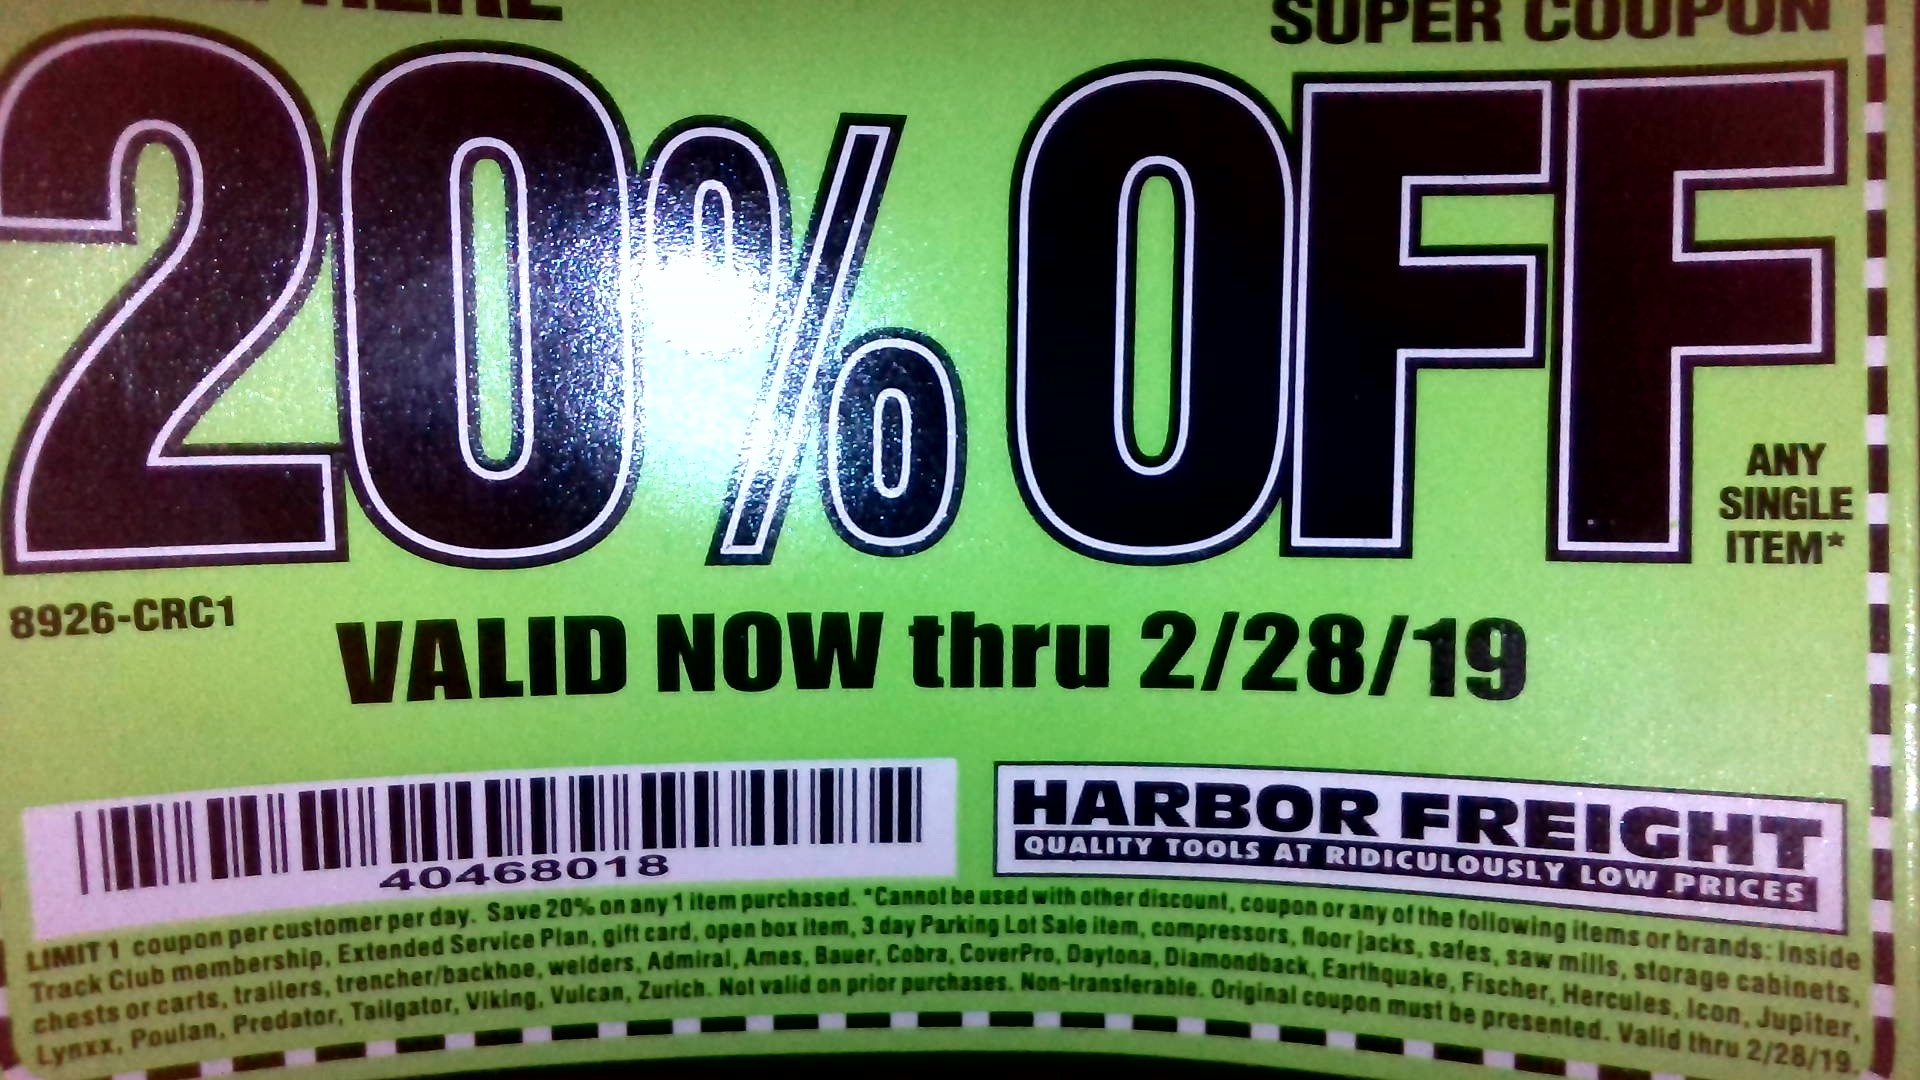 SUPER COUPON
20% OFF
ANY
SINGLE
ITEM*
8926-CRC1
VALID NOW thru 2/28/19
40468018
HARBOR FREIGHT
QUALITY TOOLS AT RIDICULOUSLY LOW PRICES
LIMIT 1 coupon per customer per day. Save 20% on any 1 item purchased. *Cannot be used with other discount, coupon or any of the following items or brands: Inside
Track Club membership, Extended Service Plan, gift card, open box item, 3 day Parking Lot Sale item, compressors, floor jacks, safes, saw mills, storage cabinets,
chests or carts, trailers, trencher/backhoe, welders, Admiral, Ames, Bauer, Cobra, CoverPro, Daytona, Diamondback, Earthquake, Fischer, Hercules, Icon, Jupiter,
Lynxx, Poulan, Predator, Tailgator, Viking, Vulcan, Zurich. Not valid on prior purchases. Non-transferable. Original coupon must be presented. Valid thru 2/28/19.